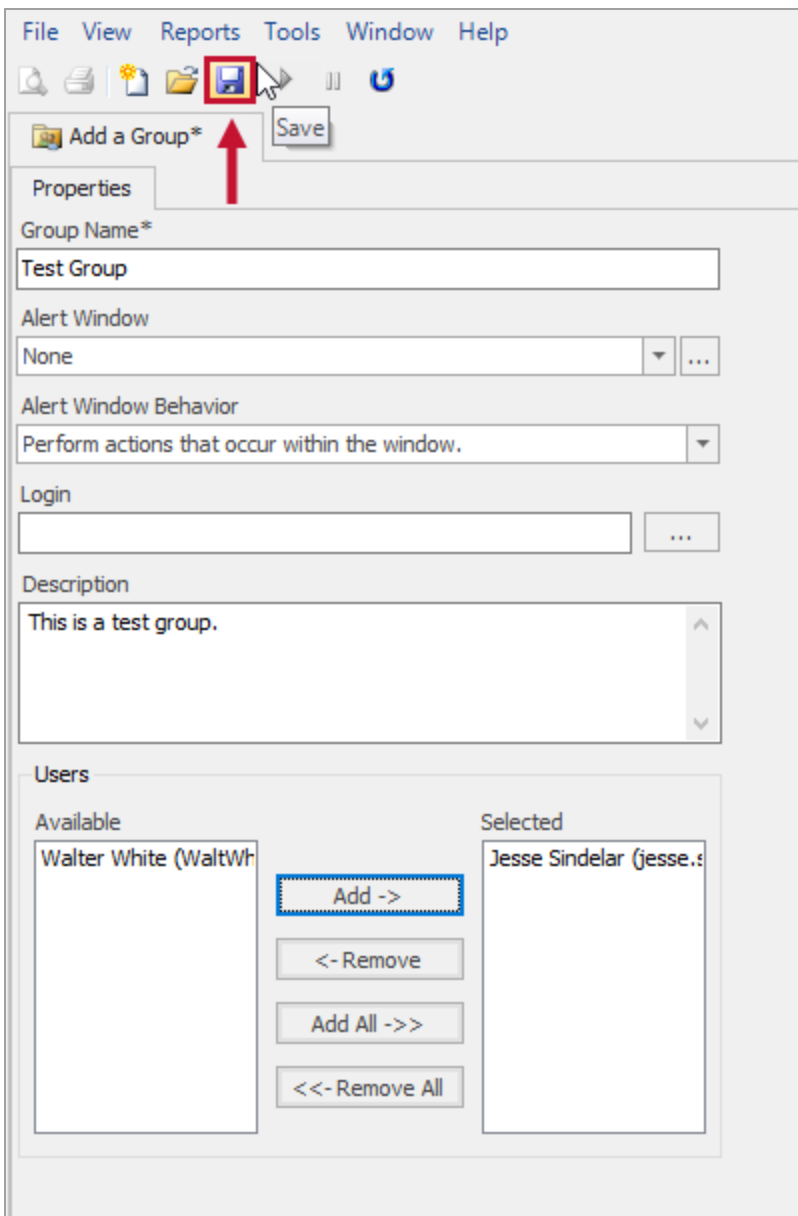 File View Reports Tools Window Help
Save
Add a Group*
Properties
Group Name*
Test Group
Alert Window
None
...
Alert Window Behavior
Perform actions that occur within the window.
Login
...
Description
This is a test group.
Users
Available
Selected
Walter White (WaltWh
Jesse Sindelar (jesse.s
Add ->
<- Remove
Add All ->>
<<- Remove All